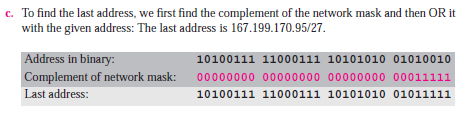 c. To find the last address, we first find the complement of the network mask and then OR it
with the given address: The last address is 167.199.170.95/27.
Address in binary: 10100111 11000111 10101010 01010010
Complement of network mask: 00000000 00000000 00000000 00011111
Last address: 10100111 11000111 10101010 01011111